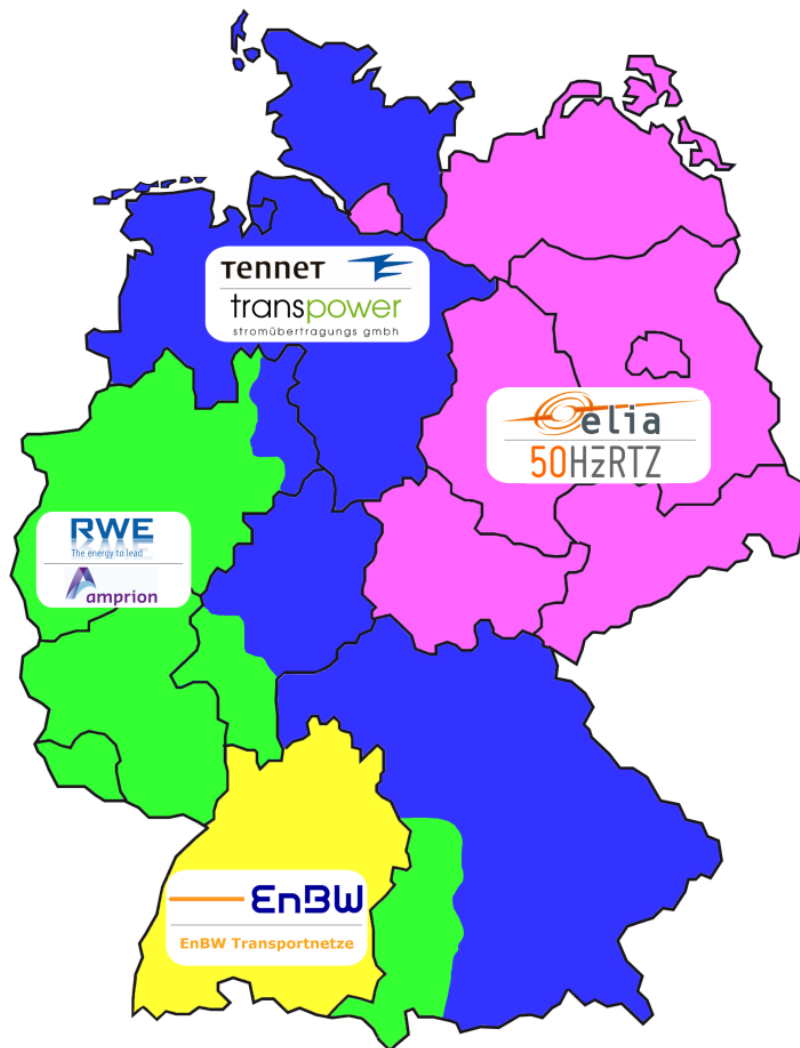 TenneT
transpower
stromübertragungs gmbh
elia
50HzRTZ
RWE
The energy to lead
amprion
EnBW
EnBW Transportnetze